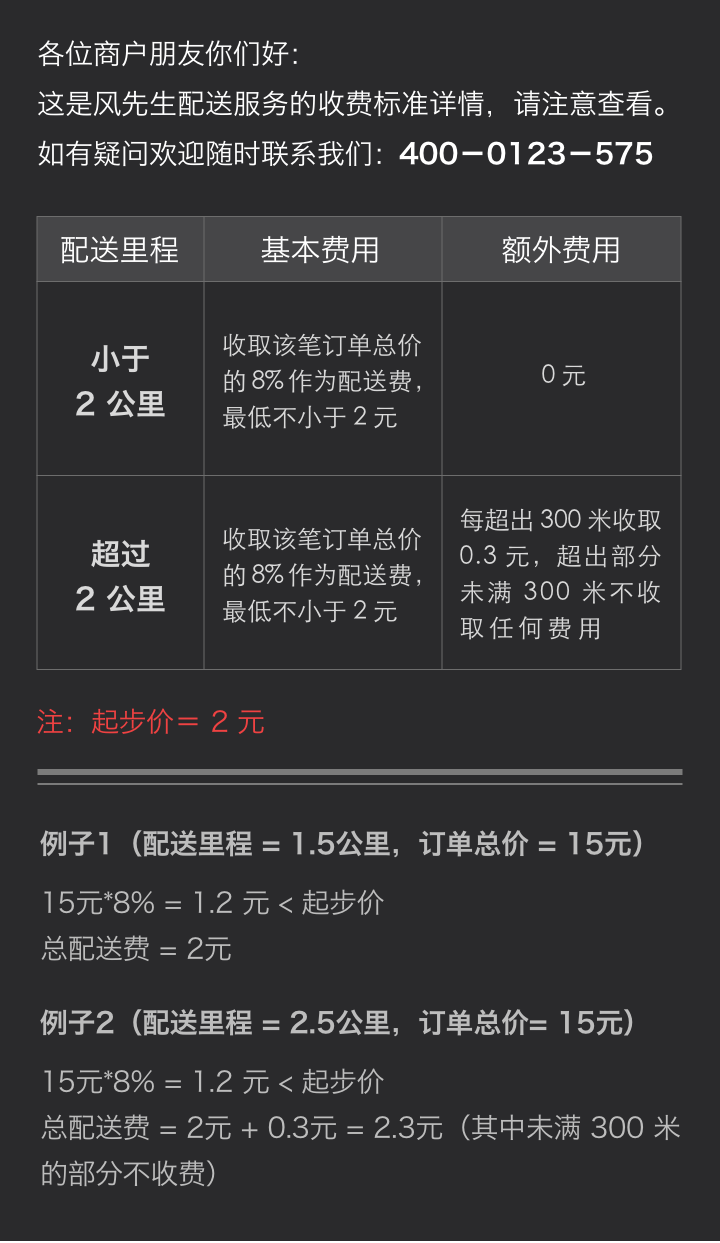 各位商户朋友你们好：
这是风先生配送服务的收费标准详情，请注意查看。
如有疑问欢迎随时联系我们：400-0123-575
配送里程 基本费用 额外费用
小于
2 公里
收取该笔订单总价
的 8% 作为配送费，
最低不小于 2 元
0 元
超过
2 公里
收取该笔订单总价
的 8% 作为配送费，
最低不小于 2 元
每超出 300 米收取
0.3 元，超出部分
未满 300 米不收
取任何费用
注：起步价＝ 2 元
例子1（配送里程 = 1.5公里，订单总价 = 15元）
15元*8% = 1.2 元 < 起步价
总配送费 = 2元
例子2（配送里程 = 2.5公里，订单总价= 15元）
15元*8% = 1.2 元 < 起步价
总配送费 = 2元 + 0.3元 = 2.3元（其中未满 300 米
的部分不收费）